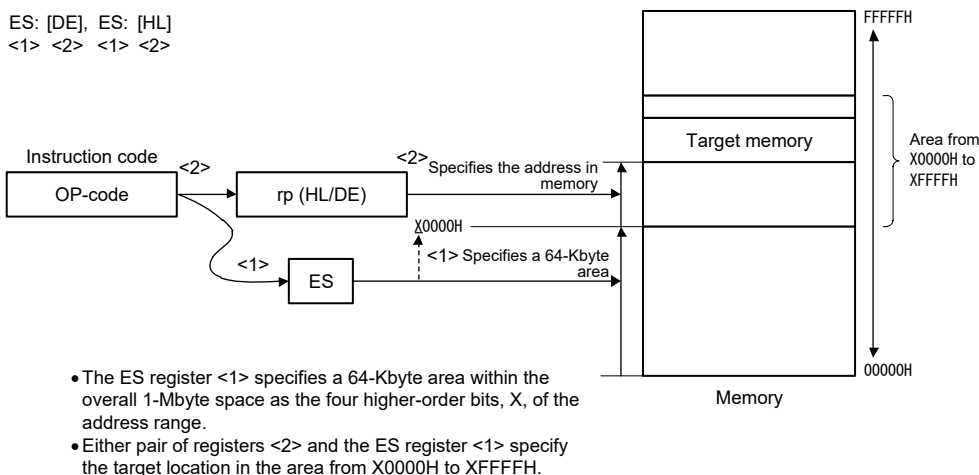 ES: [DE], ES: [HL]
<1> <2> <1> <2>
FFFFFH
Target memory
Area from
X0000H to
XFFFFH
Instruction code
<2>
<2>
Specifies the address in
memory
OP-code
rp (HL/DE)
X0000H
<1>
<1> Specifies a 64-Kbyte
area
ES
00000H
Memory
• The ES register <1> specifies a 64-Kbyte area within the
overall 1-Mbyte space as the four higher-order bits, X, of the
address range.
• Either pair of registers <2> and the ES register <1> specify
the target location in the area from X0000H to XFFFFH.